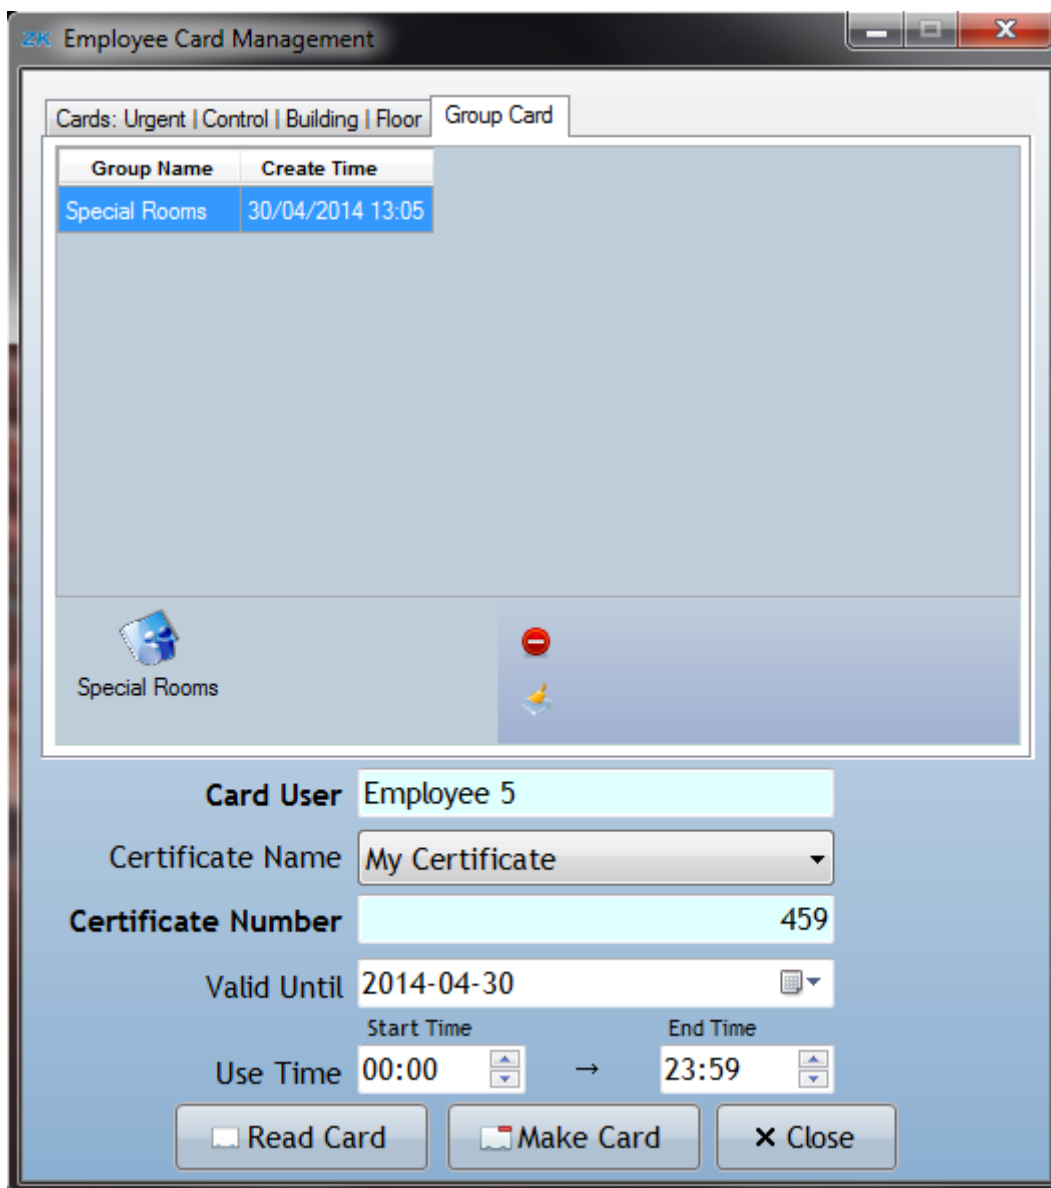 ZK Employee Card Management
Cards: Urgent | Control | Building | Floor Group Card
Group Name Create Time
Special Rooms 30/04/2014 13:05
Special Rooms
Card User Employee 5
Certificate Name My Certificate
Certificate Number 459
Valid Until 2014-04-30
Start Time End Time
Use Time 00:00 → 23:59
Read Card Make Card × Close